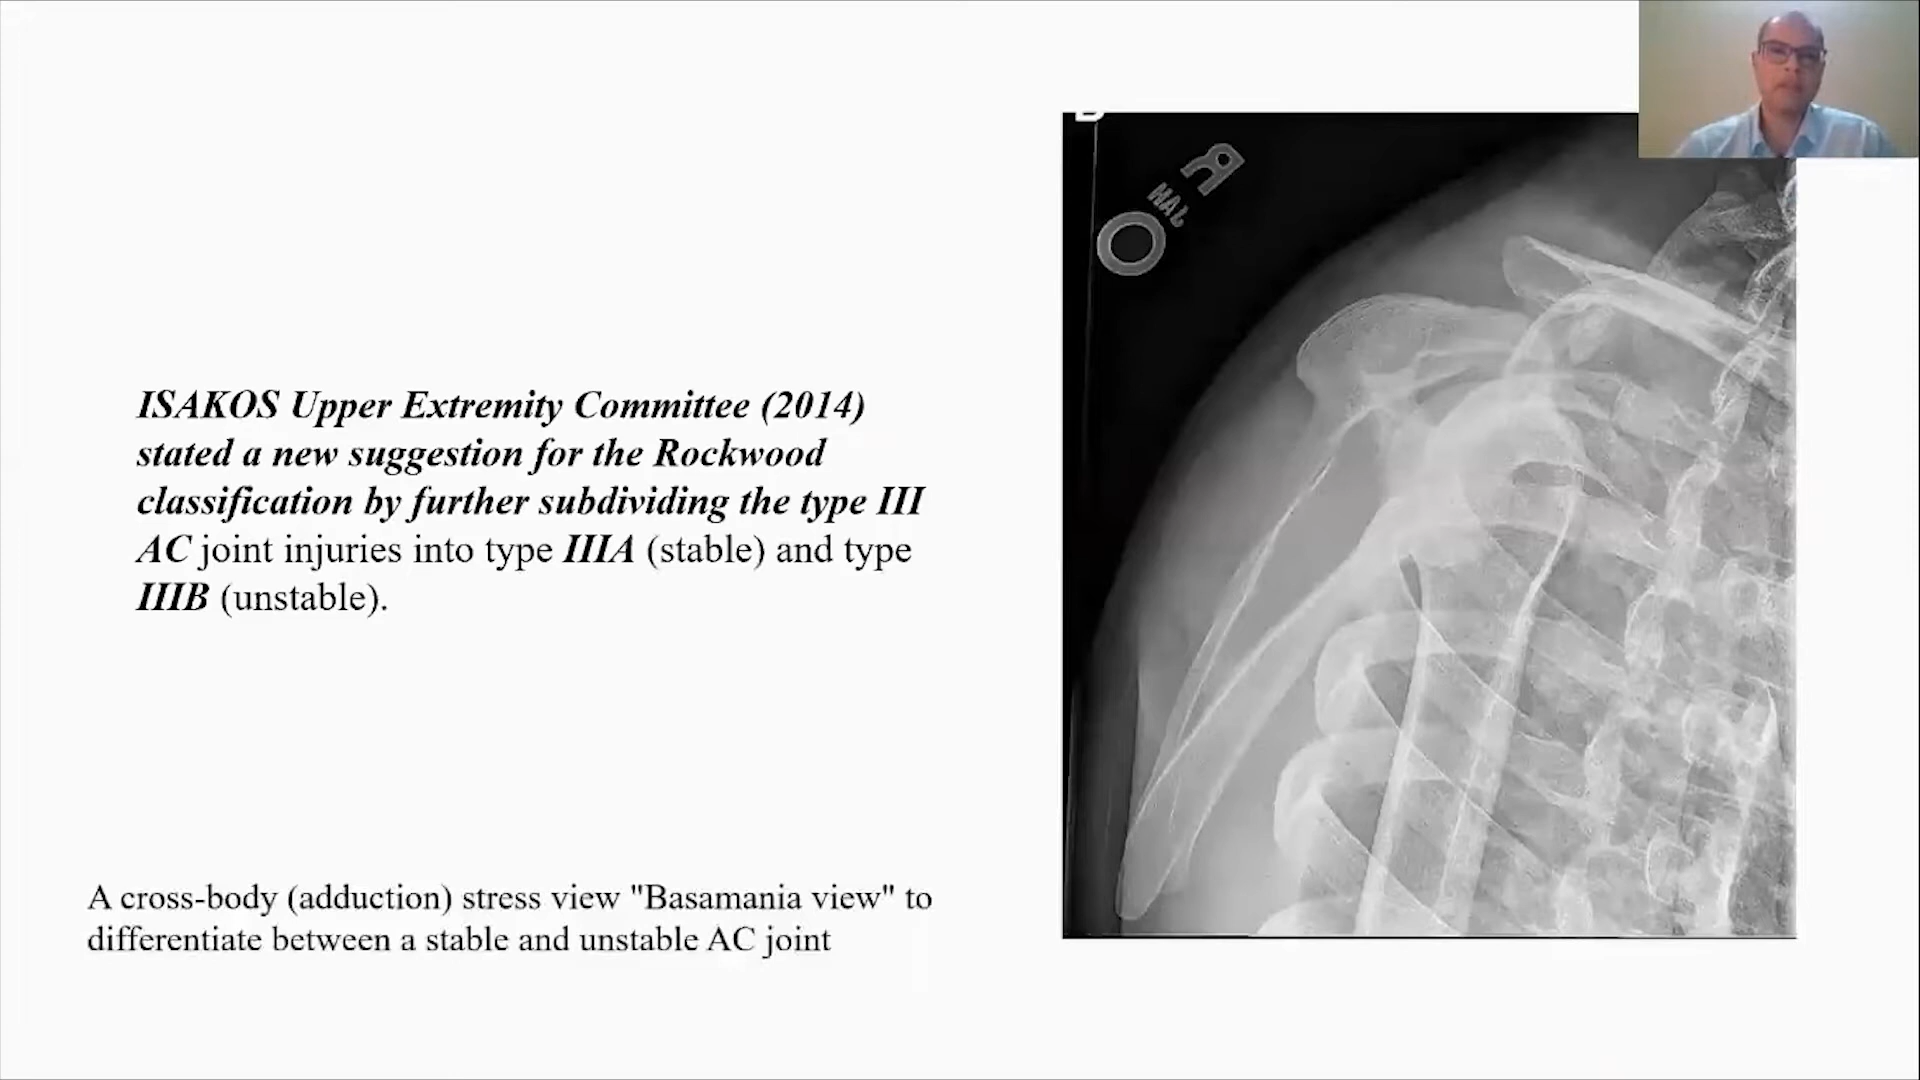 ISAKOS Upper Extremity Committee (2014)
stated a new suggestion for the Rockwood
classification by further subdividing the type III
AC joint injuries into type IIIA (stable) and type
IIIB (unstable).
A cross-body (adduction) stress view "Basamania view" to
differentiate between a stable and unstable AC joint
R
JAH